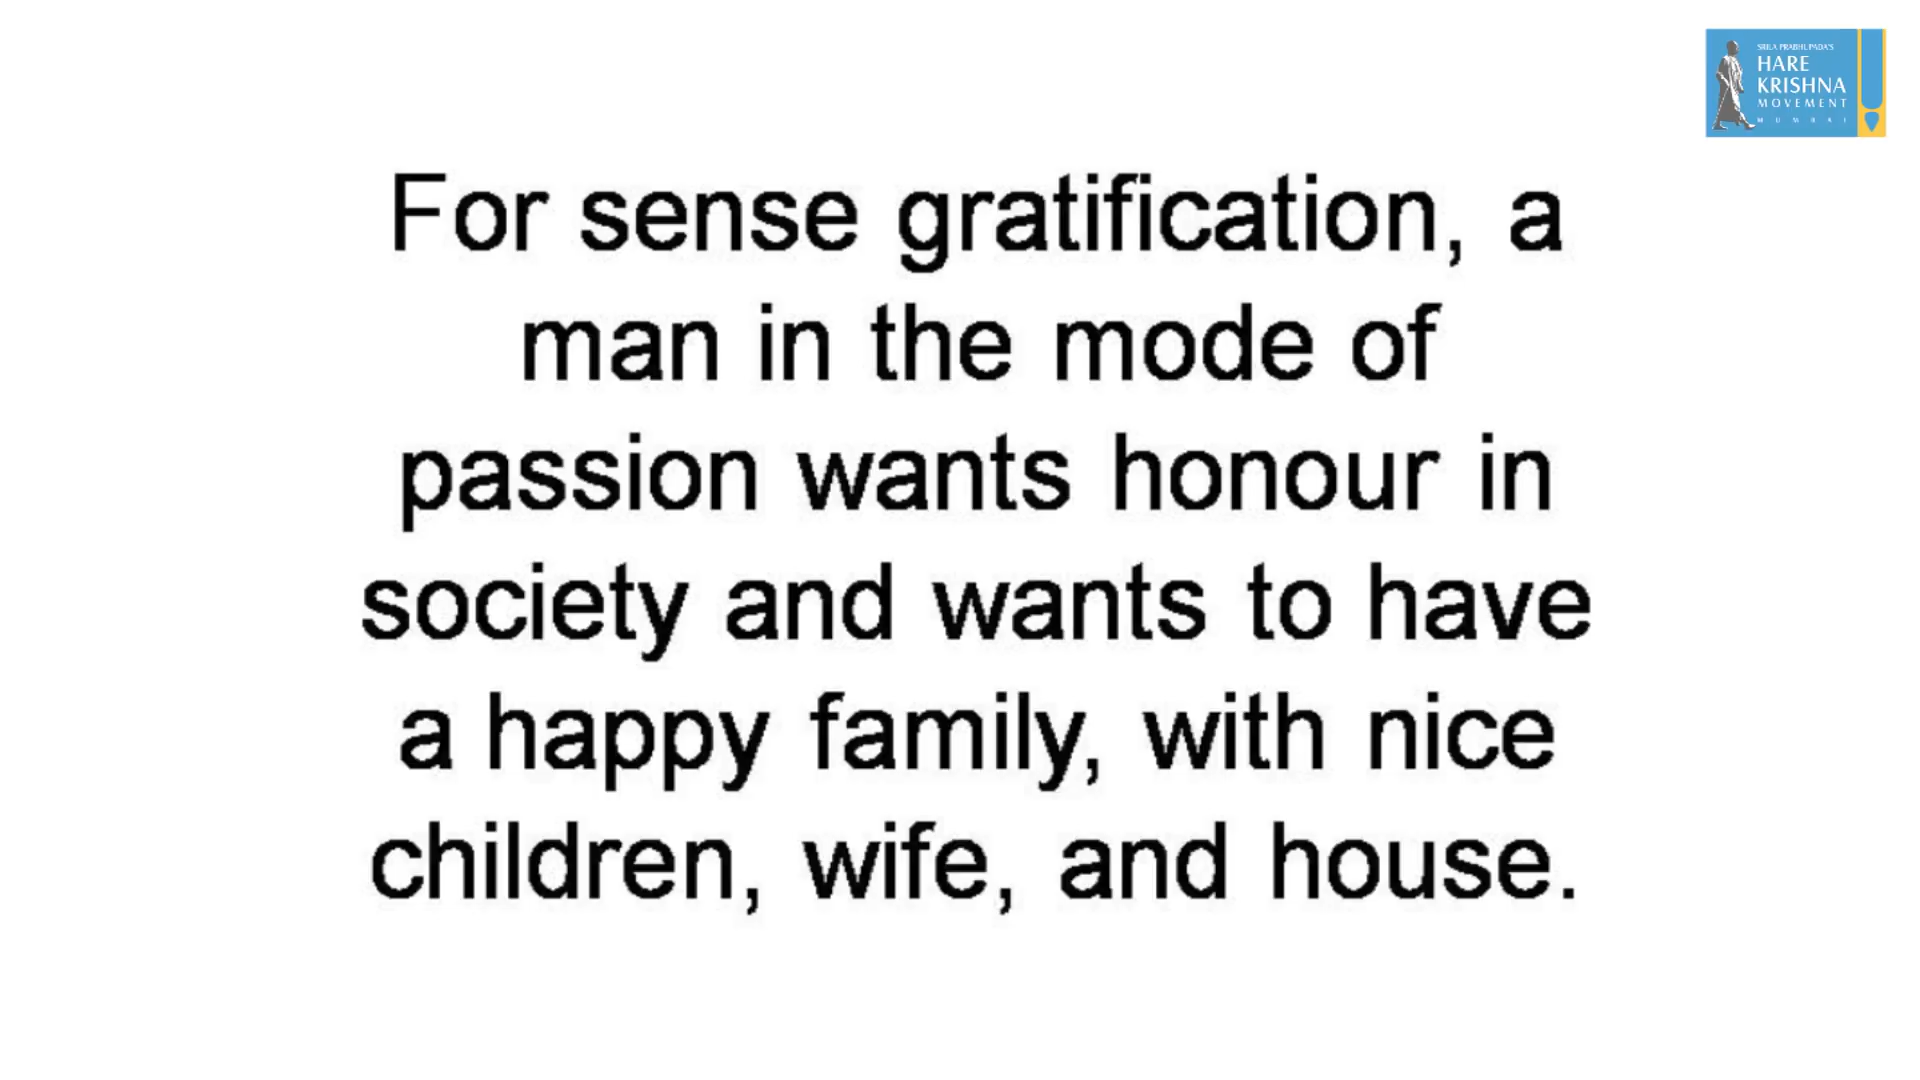 SRILA PRABHUPADA'S
HARE
KRISHNA
MOVEMENT
MUMBAI
For sense gratification, a
man in the mode of
passion wants honour in
society and wants to have
a happy family, with nice
children, wife, and house.